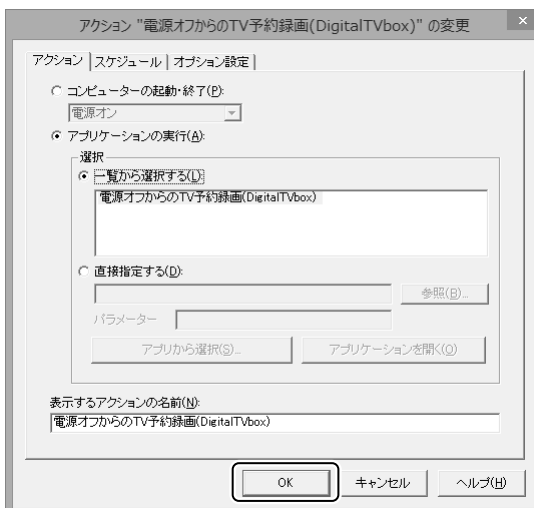 アクション "電源オフからのTV予約録画(DigitalTVbox)" の変更
アクション スケジュール オプション設定
コンピューターの起動・終了(P):
電源オン
アプリケーションの実行(A):
選択
一覧から選択する(L):
電源オフからのTV予約録画(DigitalTVbox)
直接指定する(D):
参照(B)...
パラメーター
アプリから選択(S)... アプリケーションを開く(O)
表示するアクションの名前(N):
電源オフからのTV予約録画(DigitalTVbox)
OK キャンセル ヘルプ(H)